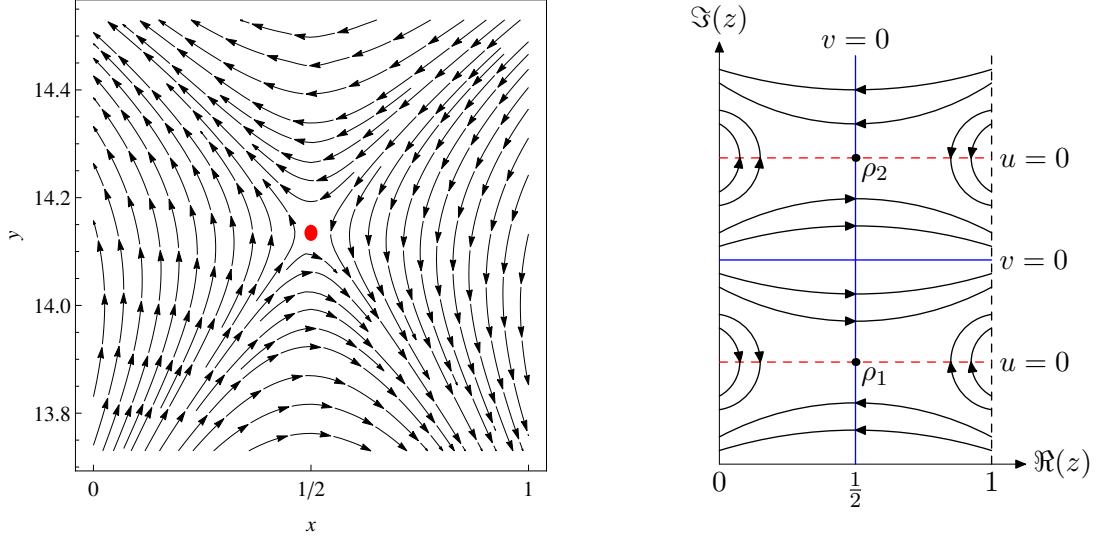 14.4
14.2
14.0
13.8
y
0
1/2
1
x
ℑ(z)
v = 0
ρ₂
u = 0
v = 0
ρ₁
u = 0
0
1/2
1
ℜ(z)